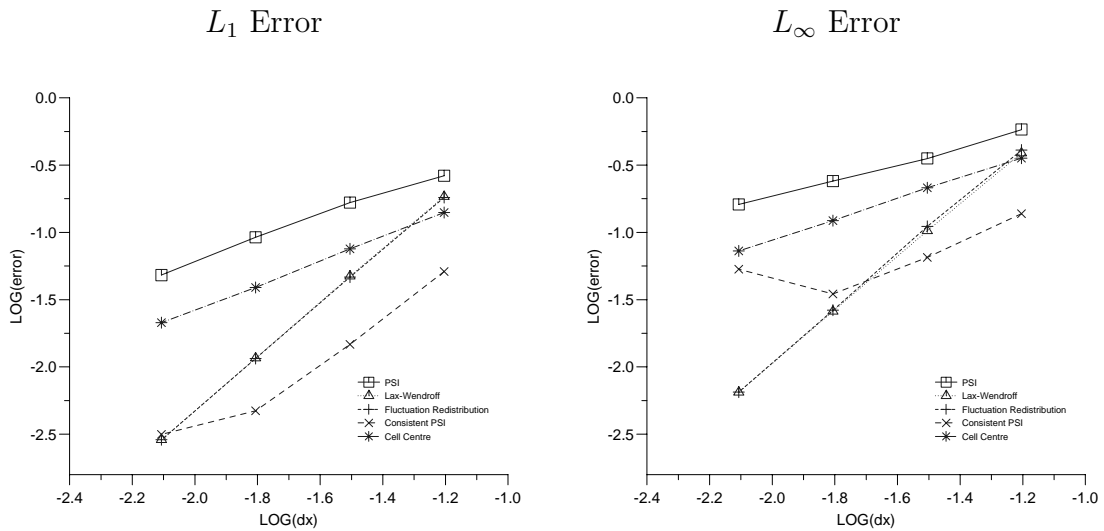 L₁ Error
L∞ Error
0.0
-0.5
-1.0
-1.5
-2.0
-2.5
LOG(error)
-2.4 -2.2 -2.0 -1.8 -1.6 -1.4 -1.2 -1.0
LOG(dx)
PSI
Lax-Wendroff
Fluctuation Redistribution
Consistent PSI
Cell Centre
0.0
-0.5
-1.0
-1.5
-2.0
-2.5
LOG(error)
-2.4 -2.2 -2.0 -1.8 -1.6 -1.4 -1.2 -1.0
LOG(dx)
PSI
Lax-Wendroff
Fluctuation Redistribution
Consistent PSI
Cell Centre